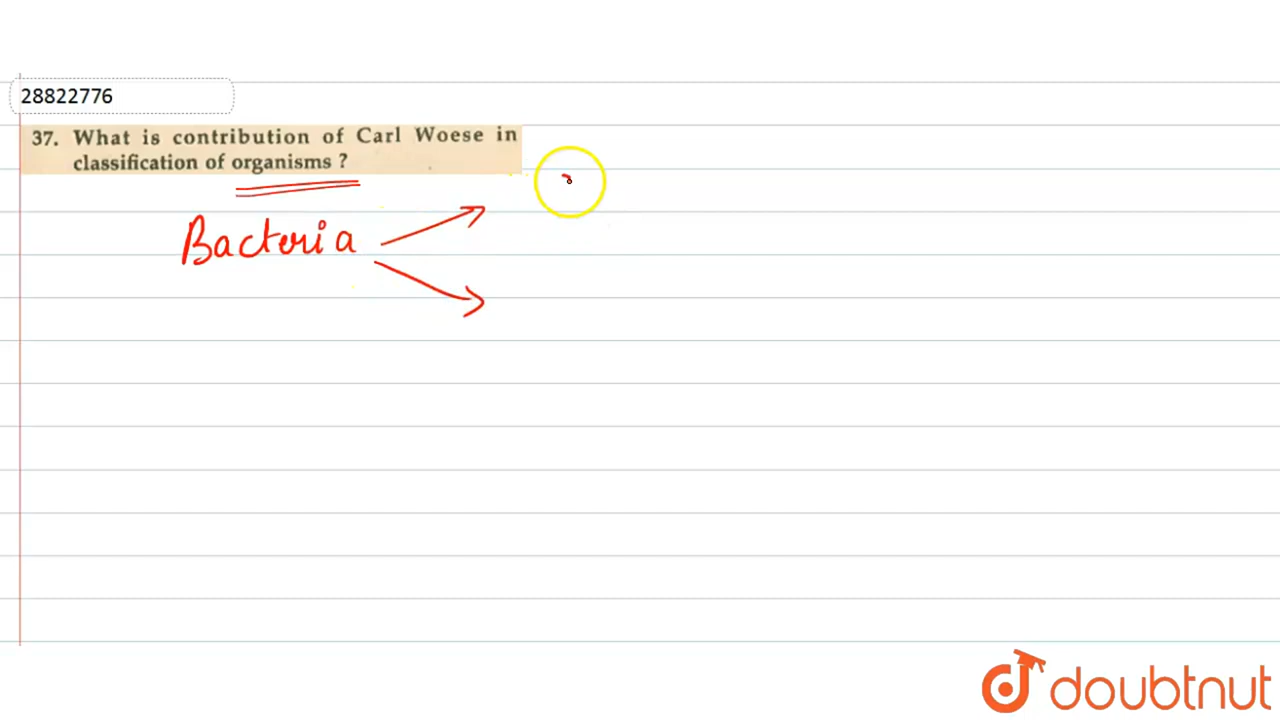 28822776
37. What is contribution of Carl Woese in
classification of organisms ?
Bacteria
doubtnut